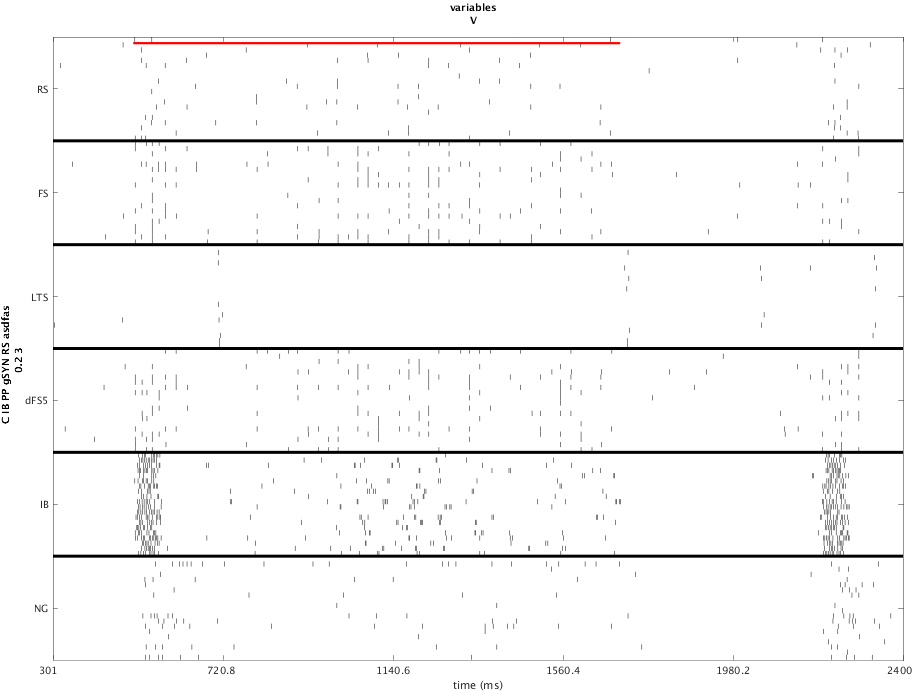 variables
V
C IB PP gSYN RS asdfas
0.2 3
RS
FS
LTS
dFS5
IB
NG
301
720.8
1140.6
1560.4
1980.2
2400
time (ms)